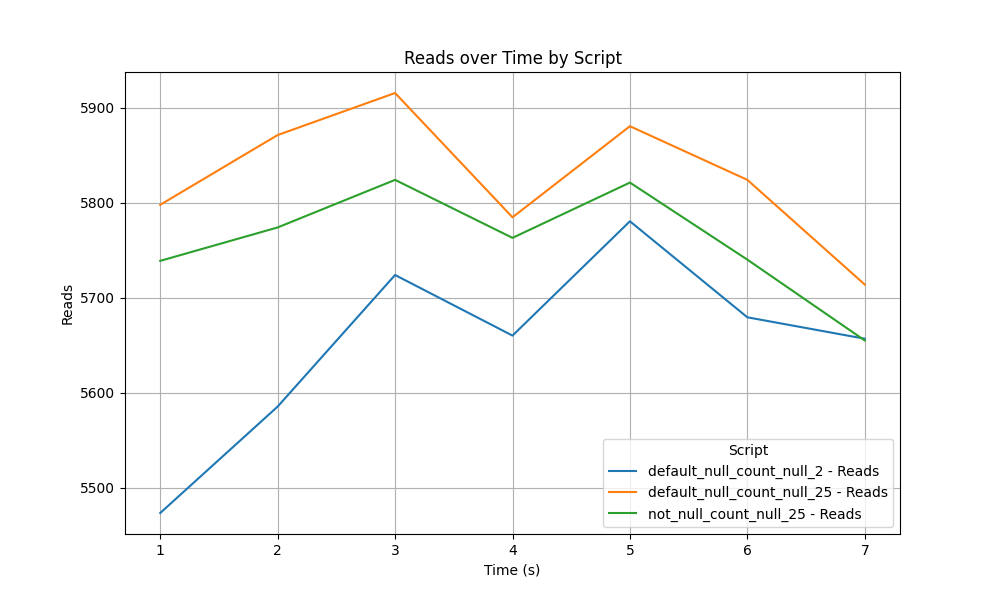 Reads over Time by Script
Reads
5900
5800
5700
5600
5500
1 2 3 4 5 6 7
Time (s)
Script
default_null_count_null_2 - Reads
default_null_count_null_25 - Reads
not_null_count_null_25 - Reads